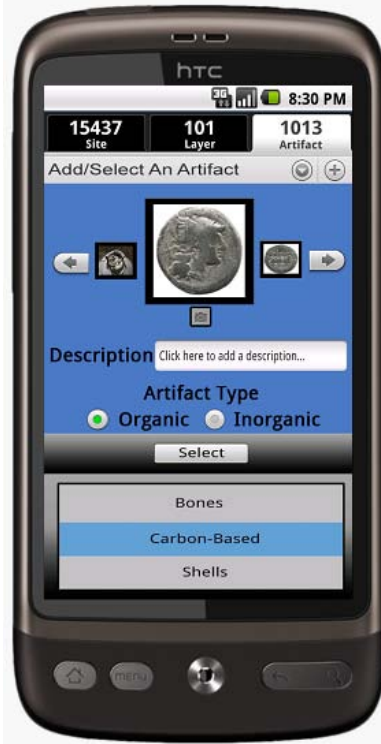 hTC
3G 8:30 PM
15437 101 1013
Site Layer Artifact
Add/Select An Artifact
Description Click here to add a description...
Artifact Type
Organic Inorganic
Select
Bones
Carbon-Based
Shells
MENU